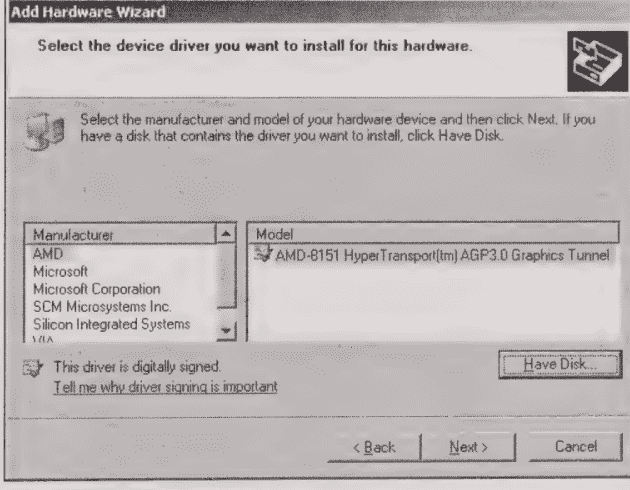 Add Hardware Wizard
Select the device driver you want to install for this hardware.
Select the manufacturer and model of your hardware device and then click Next. If you
have a disk that contains the driver you want to install, click Have Disk.
Manufacturer
AMD
Microsoft
Microsoft Corporation
SCM Microsystems Inc.
Silicon Integrated Systems
VIA
Model
AMD-8151 HyperTransport(tm) AGP3.0 Graphics Tunnel
This driver is digitally signed.
Tell me why driver signing is important
Have Disk...
< Back
Next >
Cancel